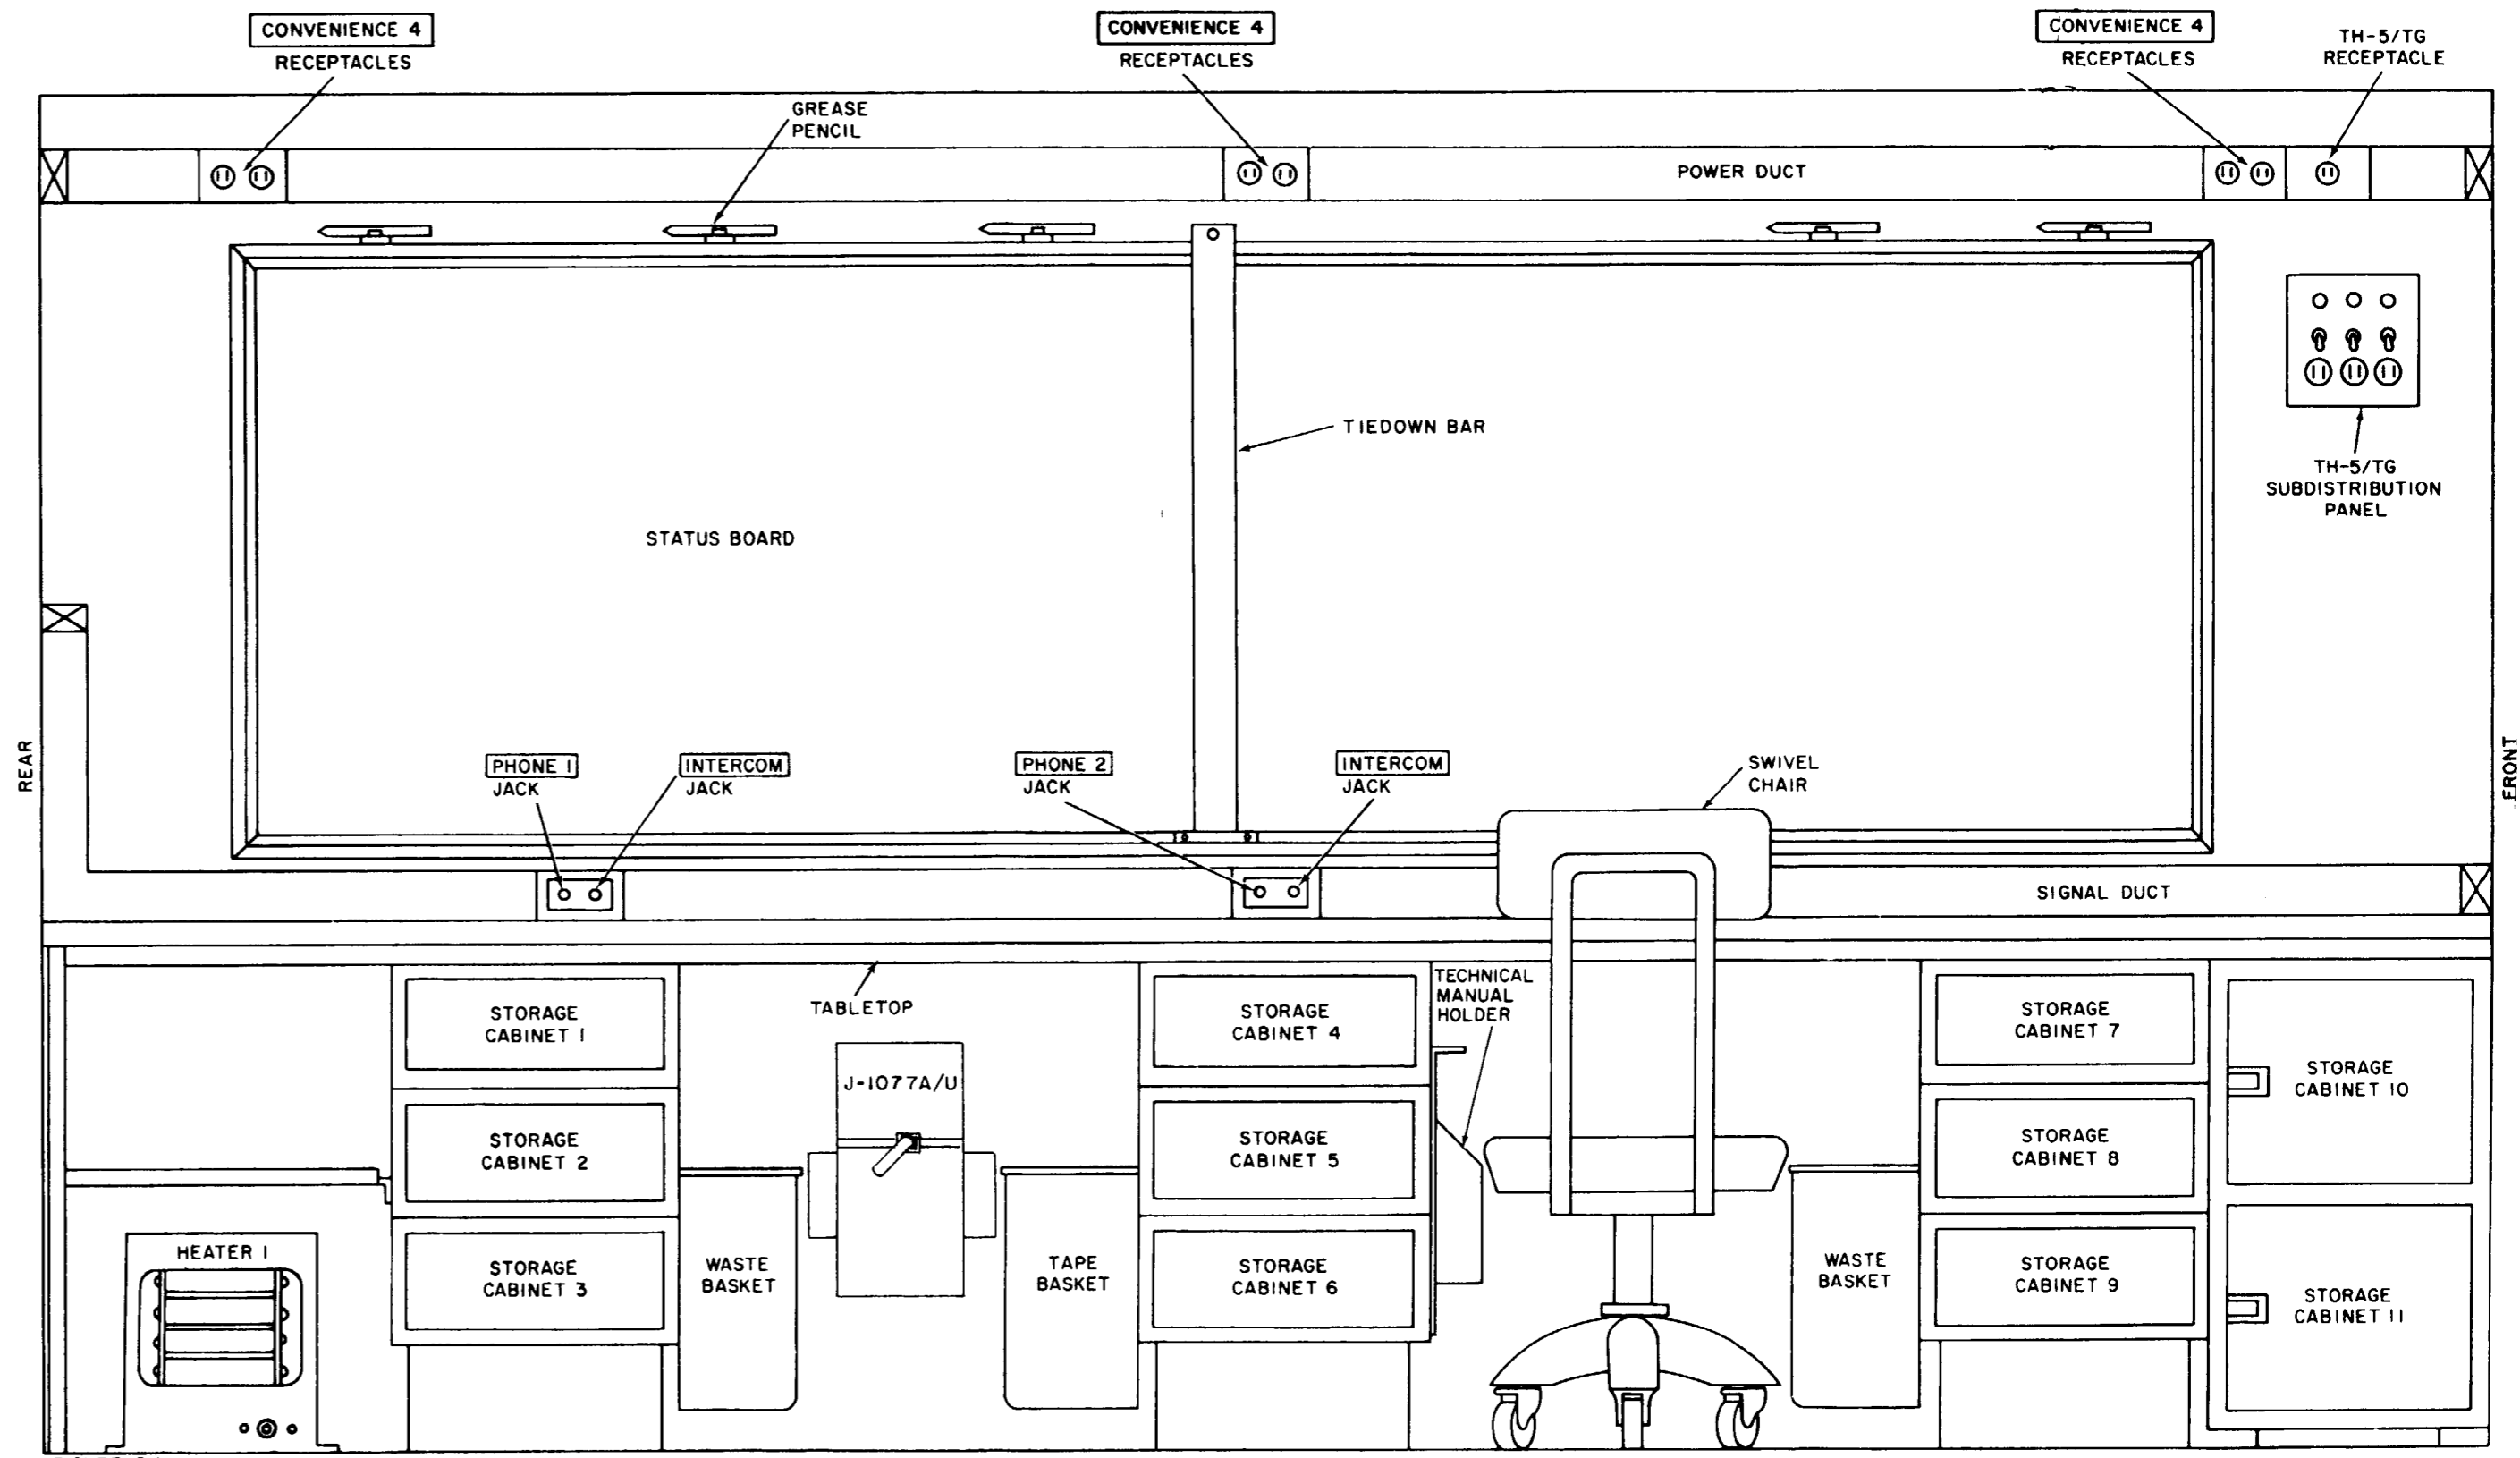 CONVENIENCE 4
RECEPTACLES
CONVENIENCE 4
RECEPTACLES
CONVENIENCE 4
RECEPTACLES
TH-5/TG
RECEPTACLE
GREASE
PENCIL
POWER DUCT
TIEDOWN BAR
TH-5/TG
SUBDISTRIBUTION
PANEL
STATUS BOARD
REAR
FRONT
PHONE 1
JACK
INTERCOM
JACK
PHONE 2
JACK
INTERCOM
JACK
SWIVEL
CHAIR
SIGNAL DUCT
TABLETOP
TECHNICAL
MANUAL
HOLDER
STORAGE
CABINET 1
STORAGE
CABINET 4
STORAGE
CABINET 7
J-1077A/U
STORAGE
CABINET 10
STORAGE
CABINET 2
STORAGE
CABINET 5
STORAGE
CABINET 8
HEATER 1
STORAGE
CABINET 3
WASTE
BASKET
TAPE
BASKET
STORAGE
CABINET 6
WASTE
BASKET
STORAGE
CABINET 9
STORAGE
CABINET 11